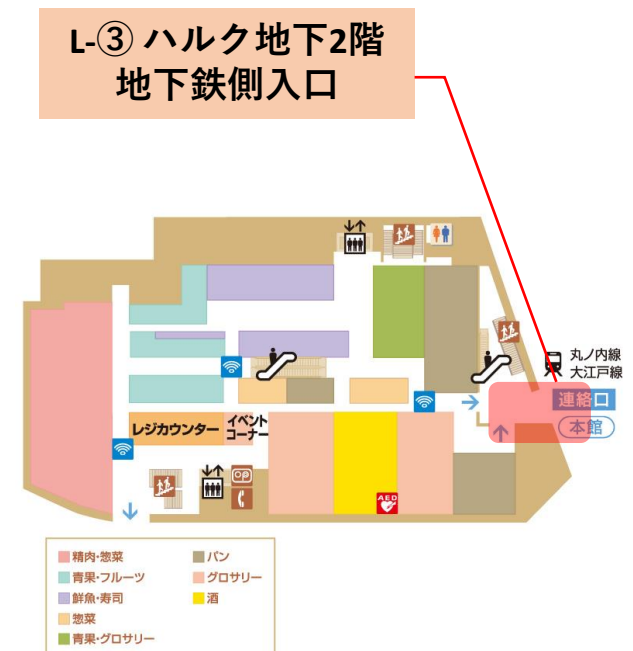 L-③ ハルク地下2階
地下鉄側入口
丸ノ内線
大江戸線
連絡口
本館
レジカウンター
イベント
コーナー
AED
精肉・惣菜
青果・フルーツ
鮮魚・寿司
惣菜
青果・グロサリー
パン
グロサリー
酒